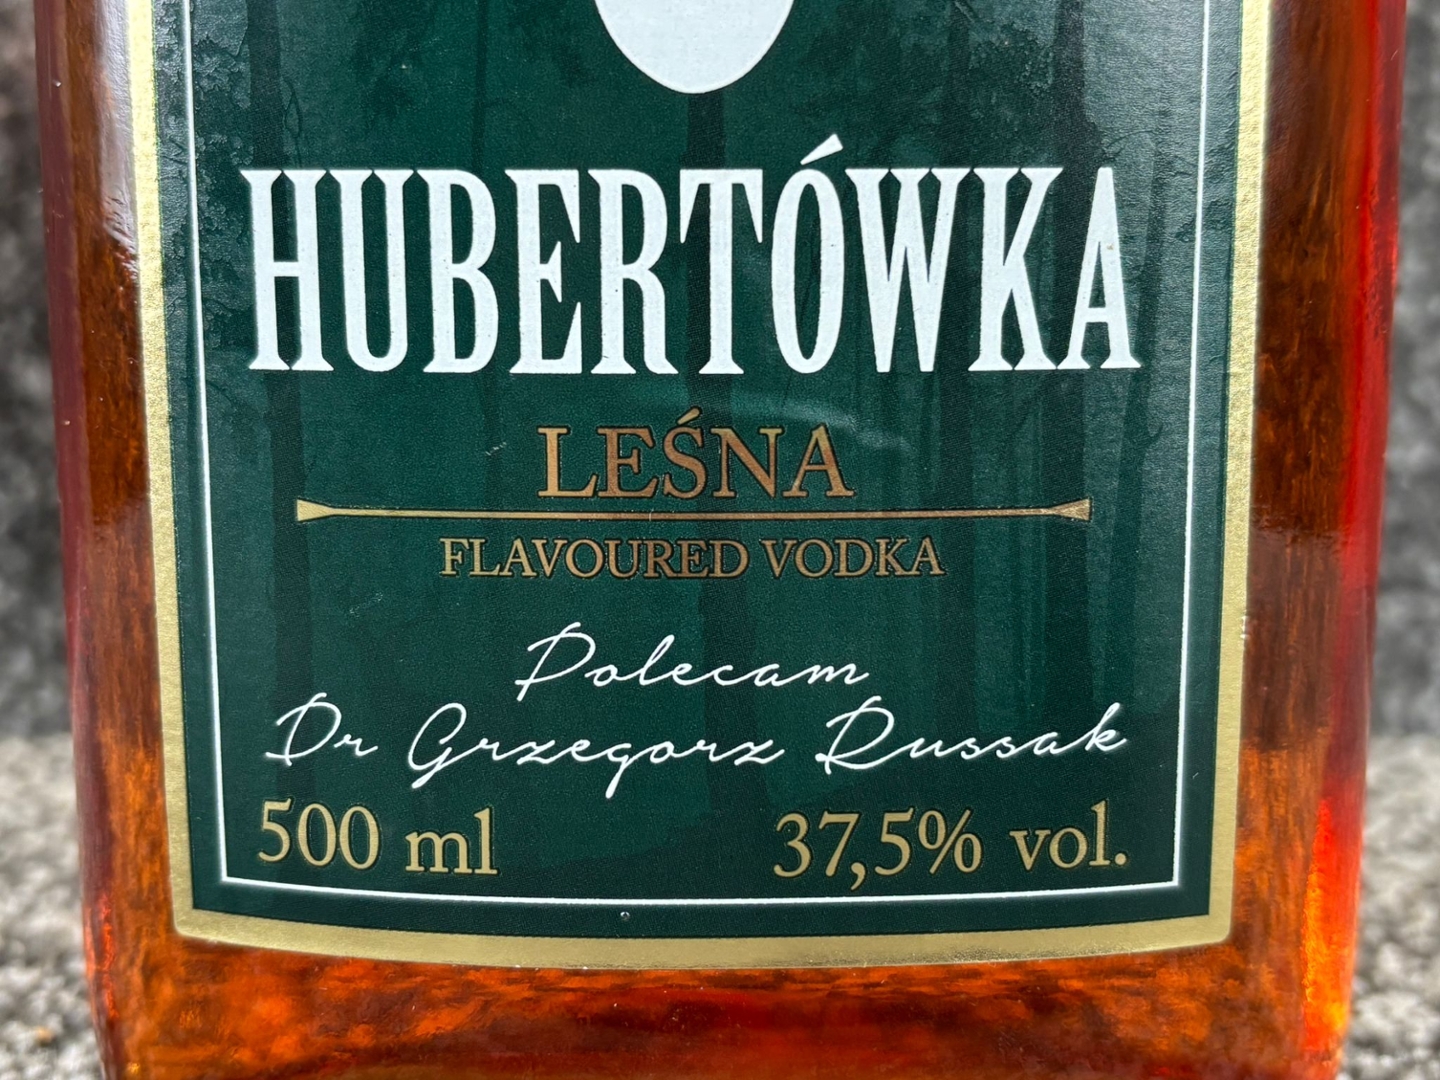 HUBERTÓWKA
LEŚNA
FLAVOURED VODKA
Polecam
Dr Grzegorz Russak
500 ml 37,5% vol.